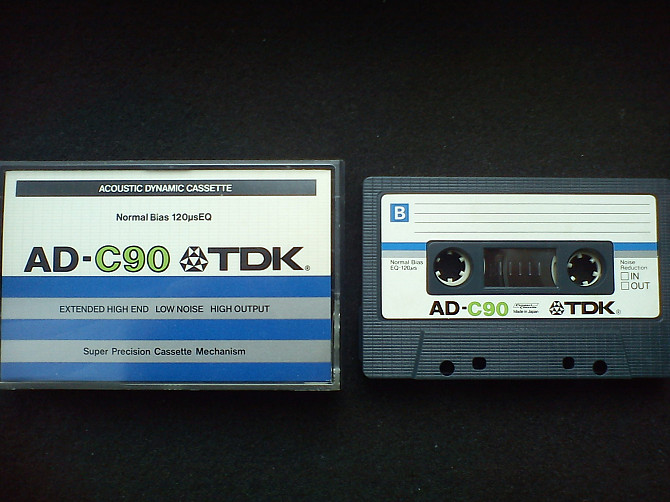 ACOUSTIC DYNAMIC CASSETTE
Normal Bias 120µsEQ
AD-C90 TDK®
EXTENDED HIGH END LOW NOISE HIGH OUTPUT
Super Precision Cassette Mechanism
B
Normal Bias
EQ-120µs
Noise
Reduction
IN
OUT
AD-C90 Made in Japan TDK®